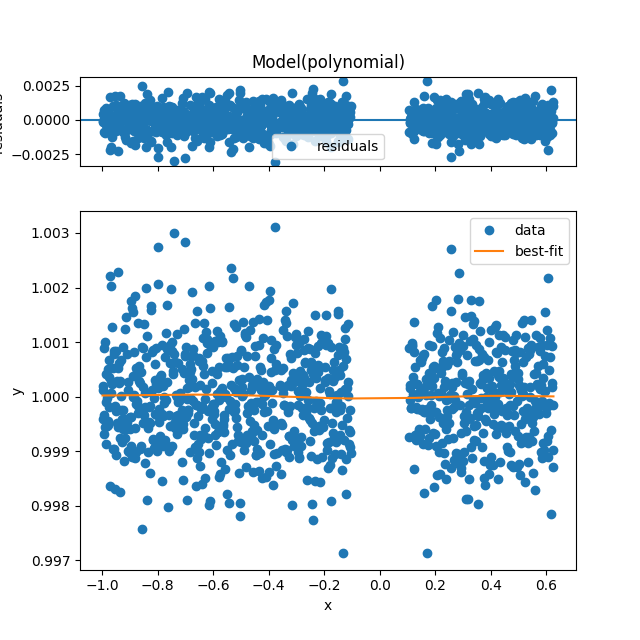 Model(polynomial)
0.0025
0.0000
−0.0025
residuals
residuals
1.003
1.002
1.001
1.000
0.999
0.998
0.997
y
data
best-fit
−1.0 −0.8 −0.6 −0.4 −0.2 0.0 0.2 0.4 0.6
x